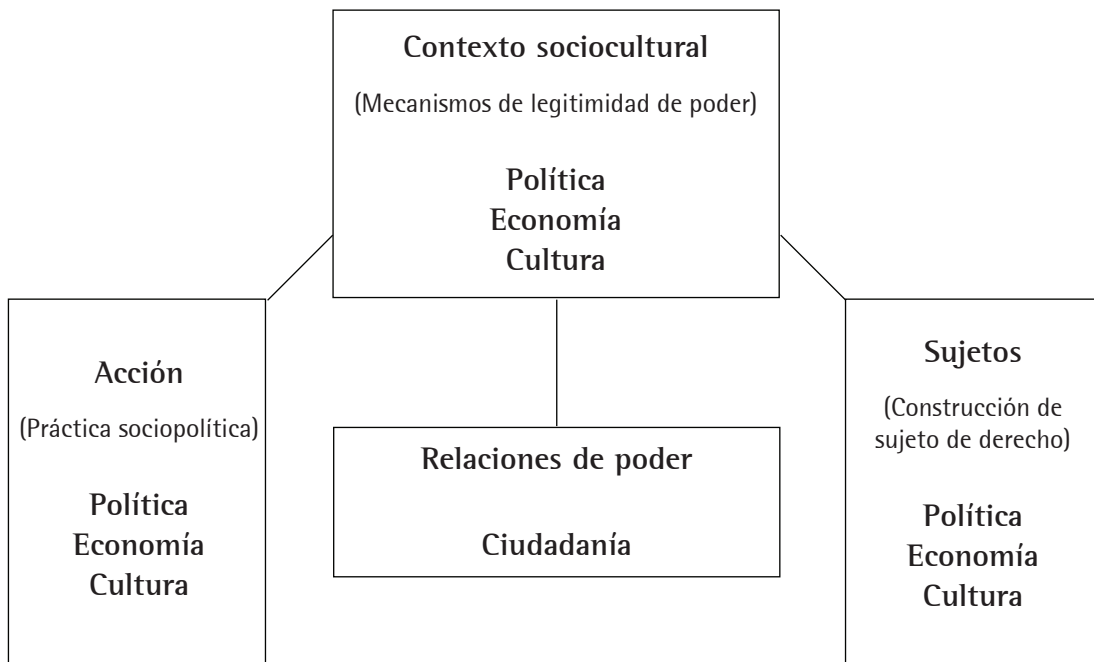 Contexto sociocultural
(Mecanismos de legitimidad de poder)
Política
Economía
Cultura
Acción
(Práctica sociopolítica)
Política
Economía
Cultura
Relaciones de poder
Ciudadanía
Sujetos
(Construcción de
sujeto de derecho)
Política
Economía
Cultura